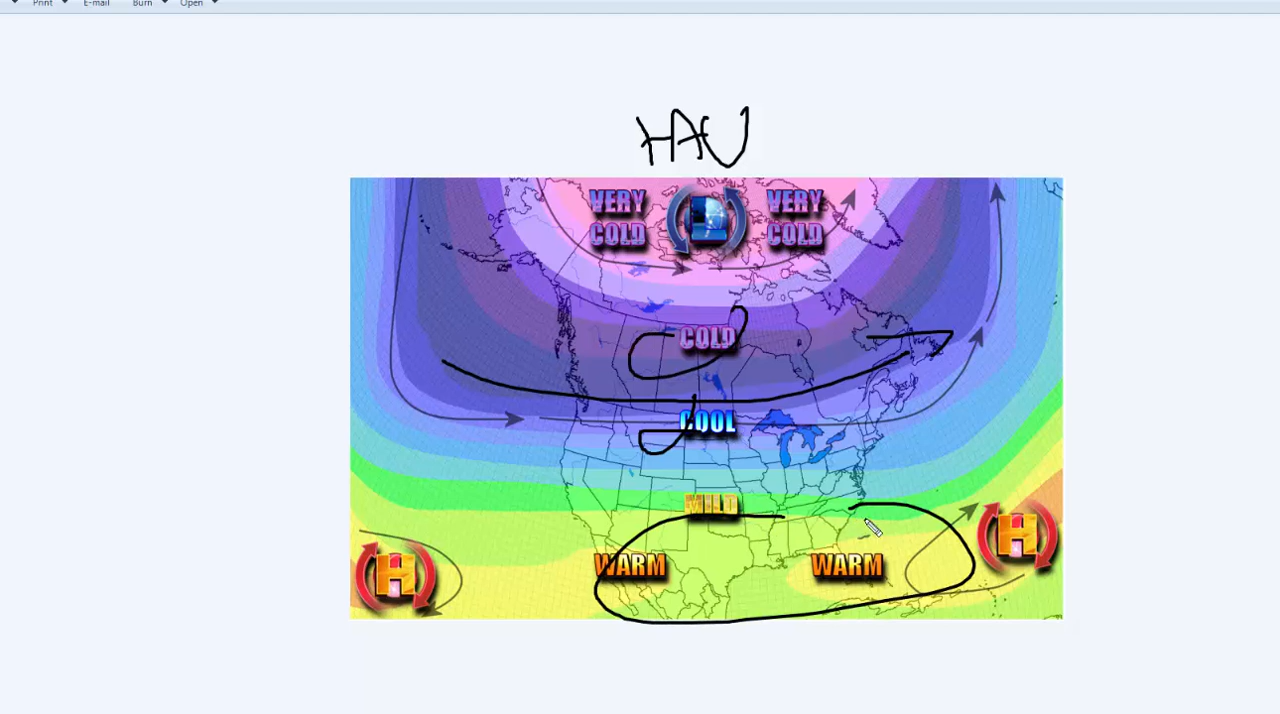 Print E-mail Burn Open
HAU
VERY VERY
COLD COLD
COLD
COOL
MILD
H
WARM WARM
H